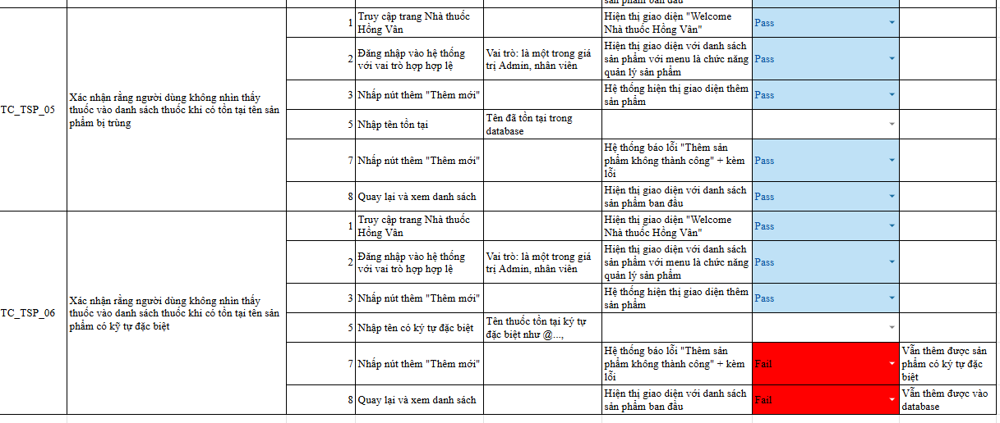 sản phẩm ban đầu
1
Truy cập trang Nhà thuốc
Hồng Vân
Hiện thị giao diện "Welcome
Nhà thuốc Hồng Vân"
Pass
2
Đăng nhập vào hệ thống
với vai trò hợp hợp lệ
Vai trò: là một trong giá
trị Admin, nhân viên
Hiện thị giao diện với danh sách
sản phẩm với menu là chức năng
quản lý sản phẩm
Pass
TC_TSP_05
Xác nhận rằng người dùng không nhìn thấy
thuốc vào danh sách thuốc khi có tồn tại tên sản
phẩm bị trùng
3
Nhấp nút thêm "Thêm mới"
Hệ thống hiện thị giao diện thêm
sản phẩm
Pass
5
Nhập tên tồn tại
Tên đã tồn tại trong
database
7
Nhấp nút thêm "Thêm mới"
Hệ thống báo lỗi "Thêm sản
phẩm không thành công" + kèm
lỗi
Pass
8
Quay lại và xem danh sách
Hiện thị giao diện với danh sách
sản phẩm ban đầu
Pass
1
Truy cập trang Nhà thuốc
Hồng Vân
Hiện thị giao diện "Welcome
Nhà thuốc Hồng Vân"
Pass
2
Đăng nhập vào hệ thống
với vai trò hợp hợp lệ
Vai trò: là một trong giá
trị Admin, nhân viên
Hiện thị giao diện với danh sách
sản phẩm với menu là chức năng
quản lý sản phẩm
Pass
TC_TSP_06
Xác nhận rằng người dùng không nhìn thấy
thuốc vào danh sách thuốc khi có tồn tại tên sản
phẩm có kỹ tự đặc biệt
3
Nhấp nút thêm "Thêm mới"
Hệ thống hiện thị giao diện thêm
sản phẩm
Pass
5
Nhập tên có ký tự đặc biệt
Tên thuốc tồn tại ký tự
đặc biệt như @...,
7
Nhấp nút thêm "Thêm mới"
Hệ thống báo lỗi "Thêm sản
phẩm không thành công" + kèm
lỗi
Fail
Vẫn thêm được sản
phẩm có ký tự đặc
biệt
8
Quay lại và xem danh sách
Hiện thị giao diện với danh sách
sản phẩm ban đầu
Fail
Vẫn thêm được vào
database